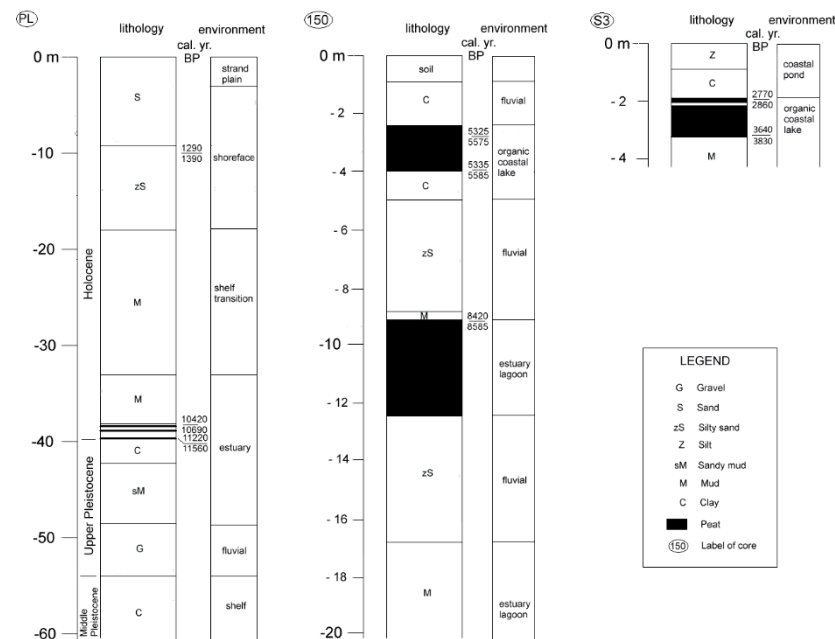 PL
lithology
environment
cal. yr.
BP
0 m
-10
-20
-30
-40
-50
-60
Holocene
Upper Pleistocene
Middle
Pleistocene
S
zS
M
M
C
sM
G
C
1290
1390
10420
10690
11220
11560
strand
plain
shoreface
shelf
transition
estuary
fluvial
shelf
150
lithology
environment
cal. yr.
BP
0 m
- 2
- 4
- 6
- 8
-10
- 12
- 14
- 16
- 18
- 20
soil
C
C
zS
M
zS
M
5325
5575
5335
5585
8420
8585
fluvial
organic
coastal
lake
fluvial
estuary
lagoon
fluvial
estuary
lagoon
S3
lithology
environment
cal. yr.
BP
0 m
- 2
- 4
Z
C
M
2770
2860
3640
3830
coastal
pond
organic
coastal
lake
LEGEND
G Gravel
S Sand
zS Silty sand
Z Silt
sM Sandy mud
M Mud
C Clay
Peat
150 Label of core